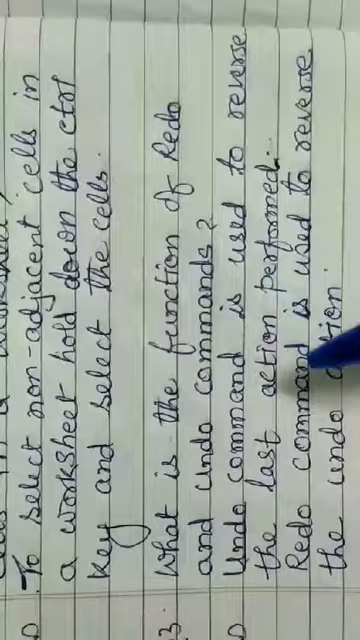 D. To select non-adjacent cells in
a worksheet hold down the ctrl
key and select the cells.
3. What is the function of Redo
and undo commands?
D Undo command is used to reverse
the last action performed.
Redo command is used to reverse
the undo action.